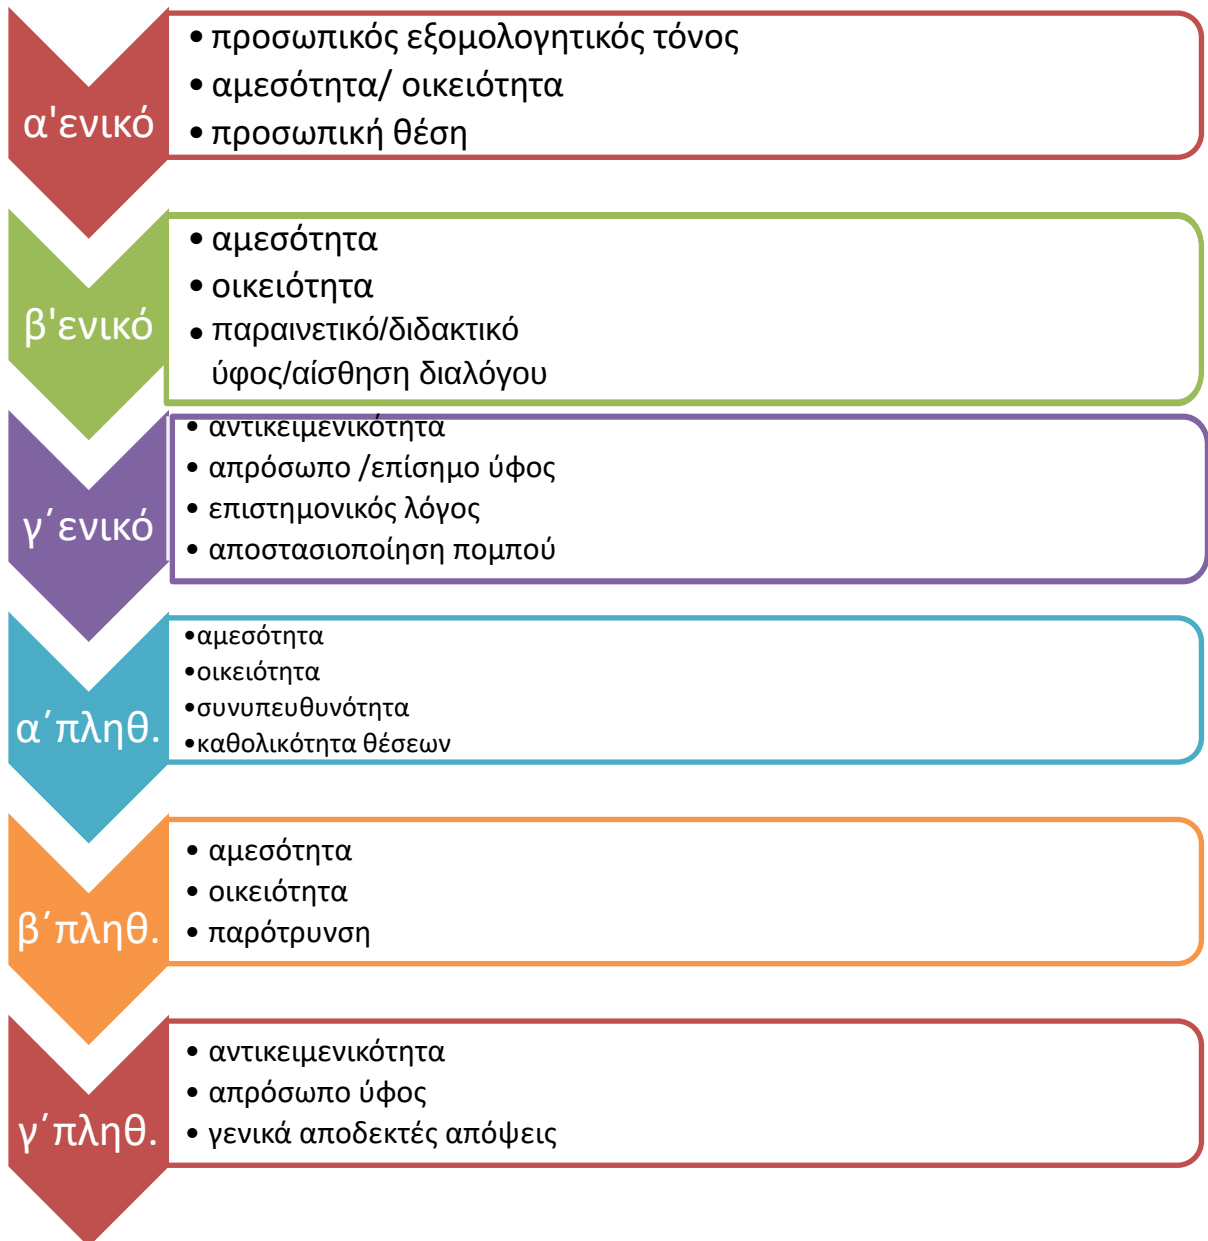 α'ενικό
• προσωπικός εξομολογητικός τόνος
• αμεσότητα/ οικειότητα
• προσωπική θέση
β'ενικό
• αμεσότητα
• οικειότητα
• παραινετικό/διδακτικό
ύφος/αίσθηση διαλόγου
γ΄ενικό
• αντικειμενικότητα
• απρόσωπο /επίσημο ύφος
• επιστημονικός λόγος
• αποστασιοποίηση πομπού
α΄πληθ.
•αμεσότητα
•οικειότητα
•συνυπευθυνότητα
•καθολικότητα θέσεων
β΄πληθ.
• αμεσότητα
• οικειότητα
• παρότρυνση
γ΄πληθ.
• αντικειμενικότητα
• απρόσωπο ύφος
• γενικά αποδεκτές απόψεις